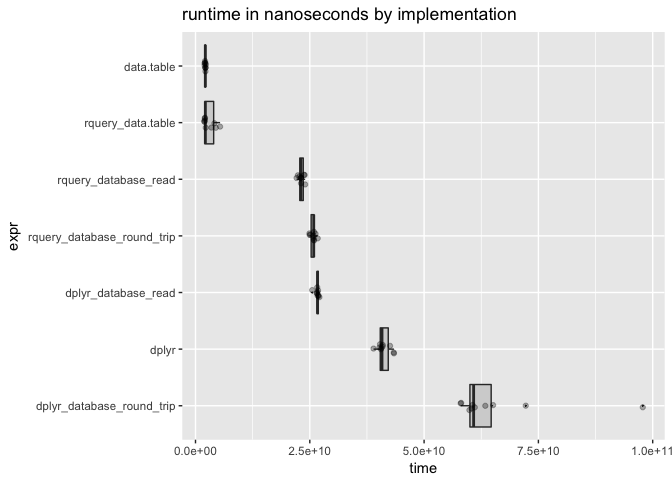 runtime in nanoseconds by implementation
expr
data.table
rquery_data.table
rquery_database_read
rquery_database_round_trip
dplyr_database_read
dplyr
dplyr_database_round_trip
0.0e+00 2.5e+10 5.0e+10 7.5e+10 1.0e+11
time